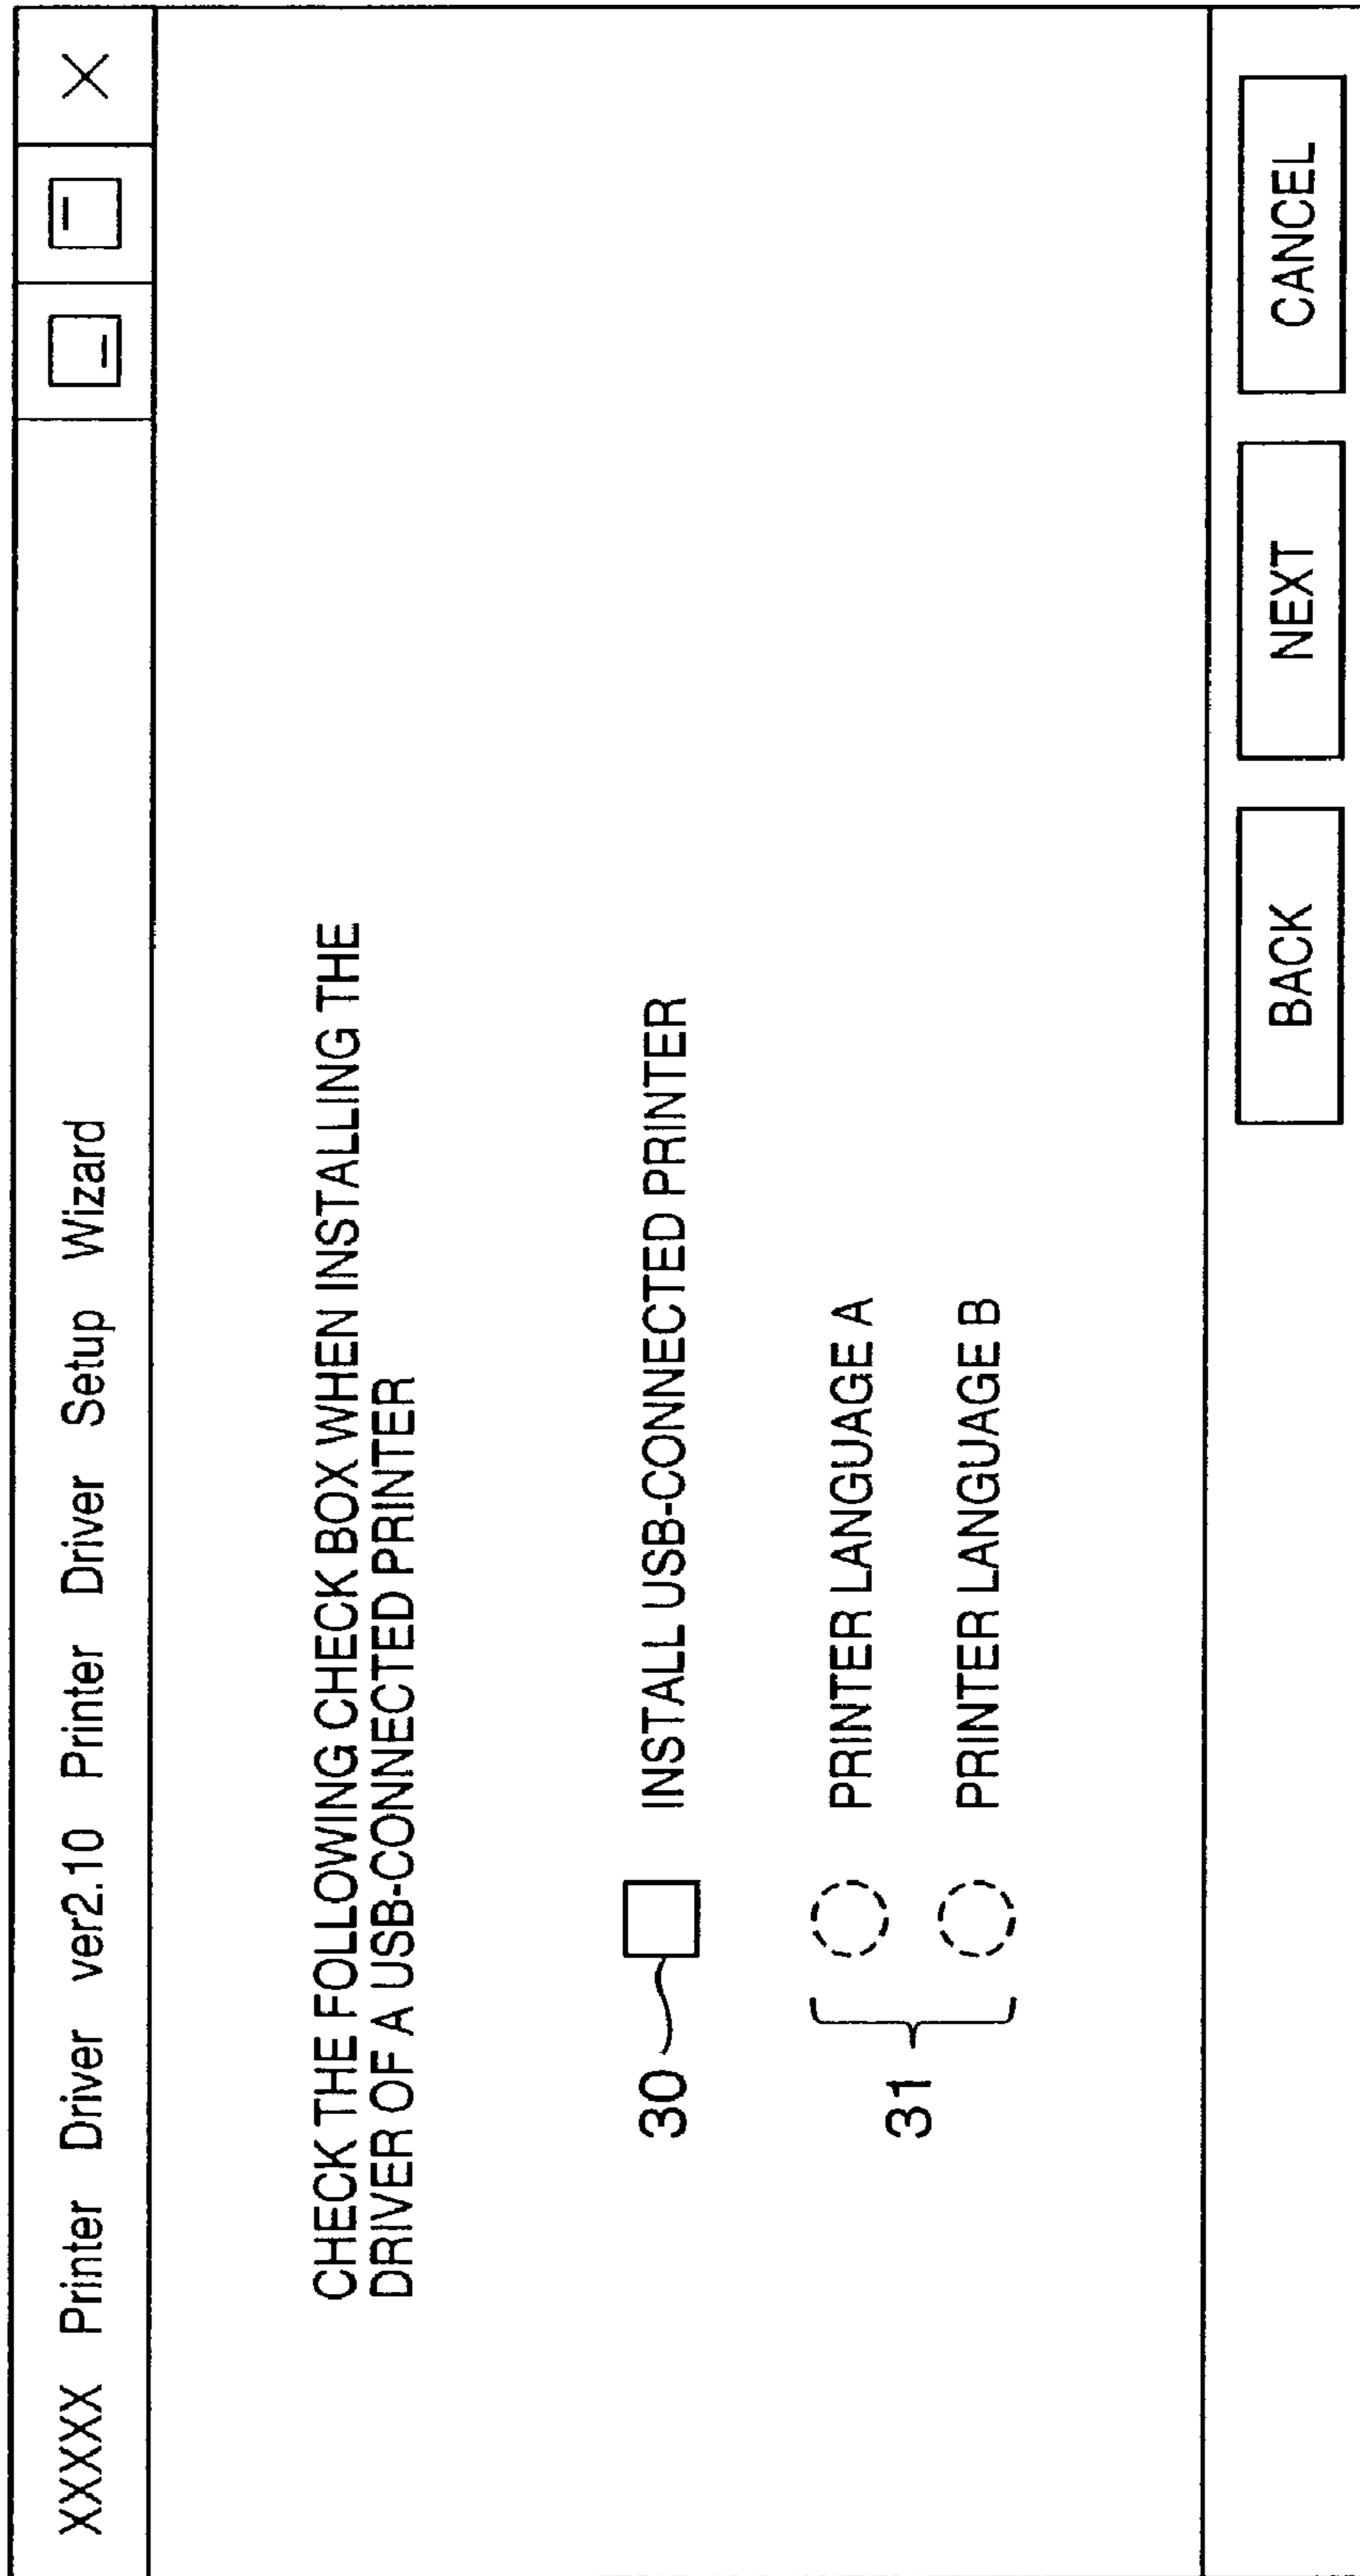 XXXXX Printer Driver ver2.10 Printer Driver Setup Wizard
CHECK THE FOLLOWING CHECK BOX WHEN INSTALLING THE
DRIVER OF A USB-CONNECTED PRINTER
30
INSTALL USB-CONNECTED PRINTER
31
PRINTER LANGUAGE A
PRINTER LANGUAGE B
BACK
NEXT
CANCEL